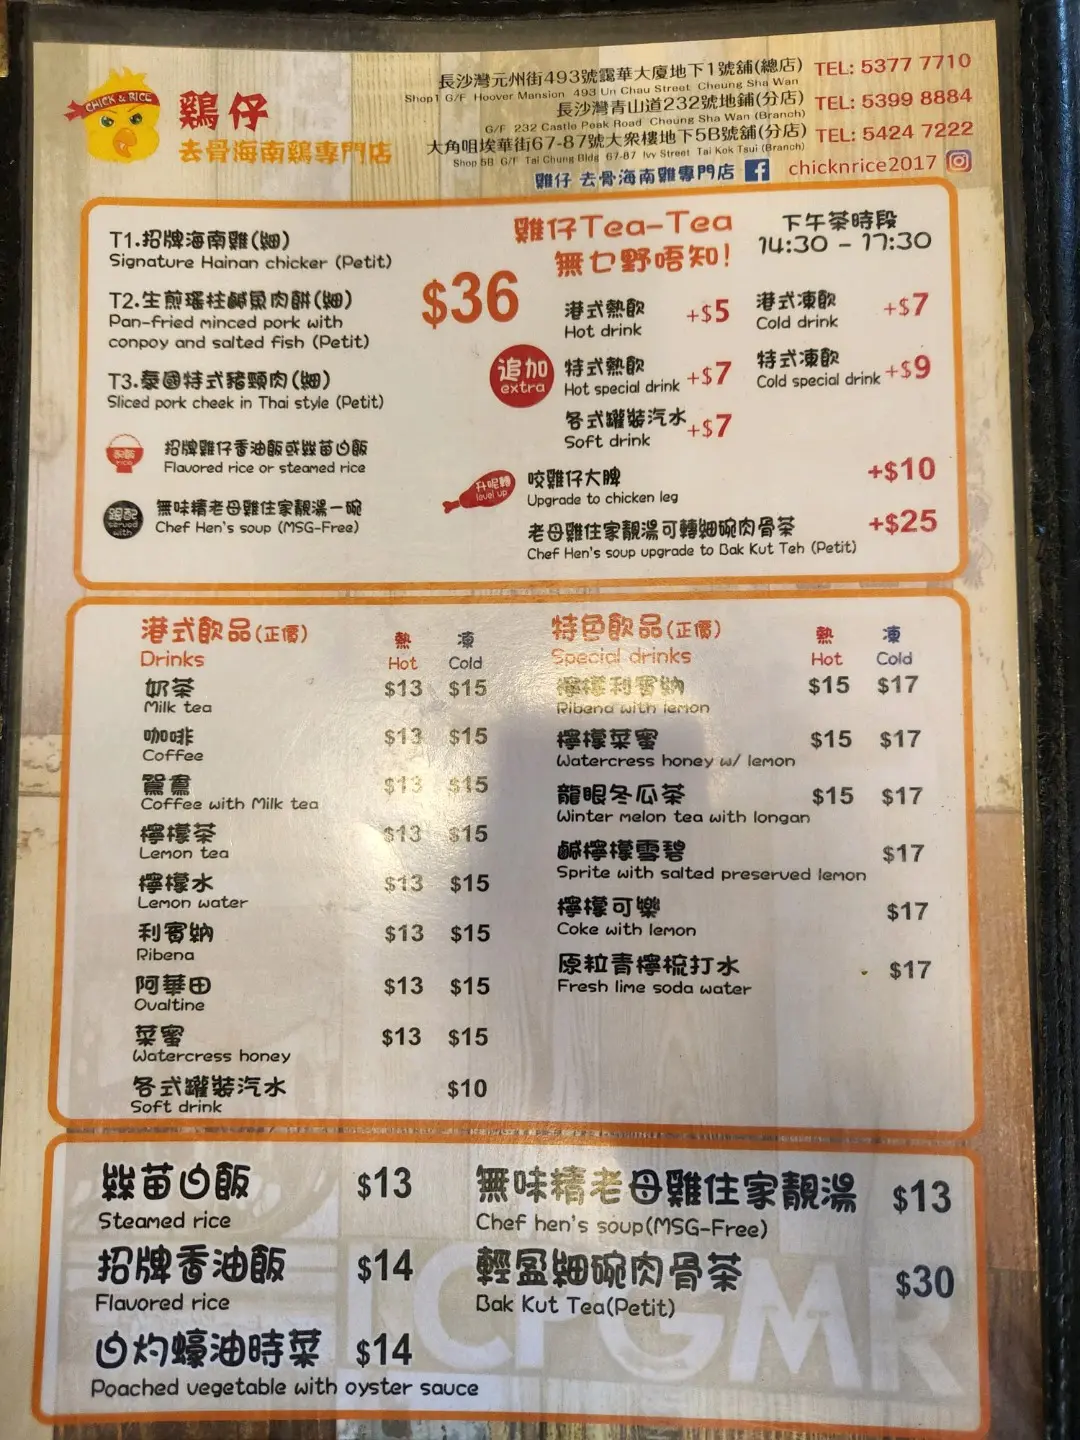 CHICK & RICE
鷄仔
去骨海南鷄專門店
長沙灣元州街493號露華大廈地下1號舖(總店) TEL: 5377 7710
Shop1 G/F Hoover Mansion 493 Un Chau Street Cheung Sha Wan
長沙灣青山道232號地舖(分店) TEL: 5399 8884
G/F 232 Castle Peak Road Cheung Sha Wan (Branch)
大角咀埃華街67-87號大衆樓地下5B號舖(分店) TEL: 5424 7222
Shop 5B G/F Tai Chung Bldg 67-87 Ivy Street Tai Kok Tsui (Branch)
雞仔 去骨海南雞專門店 chicknrice2017
T1.招牌海南雞(細)
Signature Hainan chicker (Petit)
T2.生煎瑤柱鹹魚肉餅(細)
Pan-fried minced pork with
conpoy and salted fish (Petit)
T3.泰國特式豬頸肉(細)
Sliced pork cheek in Thai style (Petit)
$36
配飯
rice
招牌雞仔香油飯或絲苗白飯
Flavored rice or steamed rice
跟配
served
with
無味精老母雞住家靚湯一碗
Chef Hen's soup (MSG-Free)
雞仔Tea-Tea
無乜野唔知!
下午茶時段
14:30 - 17:30
追加
extra
港式熱飲 +$5
Hot drink
港式凍飲 +$7
Cold drink
特式熱飲 +$7
Hot special drink
特式凍飲 +$9
Cold special drink
各式罐裝汽水 +$7
Soft drink
升呢轉
level up
咬雞仔大脾 +$10
Upgrade to chicken leg
老母雞住家靚湯可轉細碗肉骨茶 +$25
Chef Hen's soup upgrade to Bak Kut Teh (Petit)
港式飲品(正價) 熱 凍
Drinks Hot Cold
奶茶 $13 $15
Milk tea
咖啡 $13 $15
Coffee
鴛鴦 $13 $15
Coffee with Milk tea
檸檬茶 $13 $15
Lemon tea
檸檬水 $13 $15
Lemon water
利賓納 $13 $15
Ribena
阿華田 $13 $15
Ovaltine
菜蜜 $13 $15
Watercress honey
各式罐裝汽水 $10
Soft drink
特色飲品(正價) 熱 凍
Special drinks Hot Cold
檸檬利賓納 $15 $17
Ribena with lemon
檸檬菜蜜 $15 $17
Watercress honey w/ lemon
龍眼冬瓜茶 $15 $17
Winter melon tea with longan
鹹檸檬雪碧 $17
Sprite with salted preserved lemon
檸檬可樂 $17
Coke with lemon
原粒青檸梳打水 $17
Fresh lime soda water
絲苗白飯 $13
Steamed rice
招牌香油飯 $14
Flavored rice
白灼蠔油時菜 $14
Poached vegetable with oyster sauce
無味精老母雞住家靚湯 $13
Chef hen's soup(MSG-Free)
輕盈細碗肉骨茶 $30
Bak Kut Tea(Petit)
CPGMR